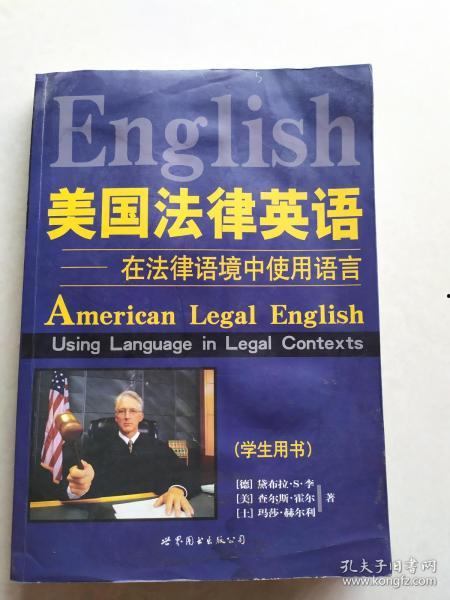 5
English
美国法律英语
——在法律语境中使用语言
American Legal English
Using Language in Legal Contexts
(学生用书)
[德] 黛布拉·S·李
[美] 查尔斯·霍尔 著
[土] 玛莎·赫尔利
世界图书出版公司
孔夫子旧书网
www.kongfz.com